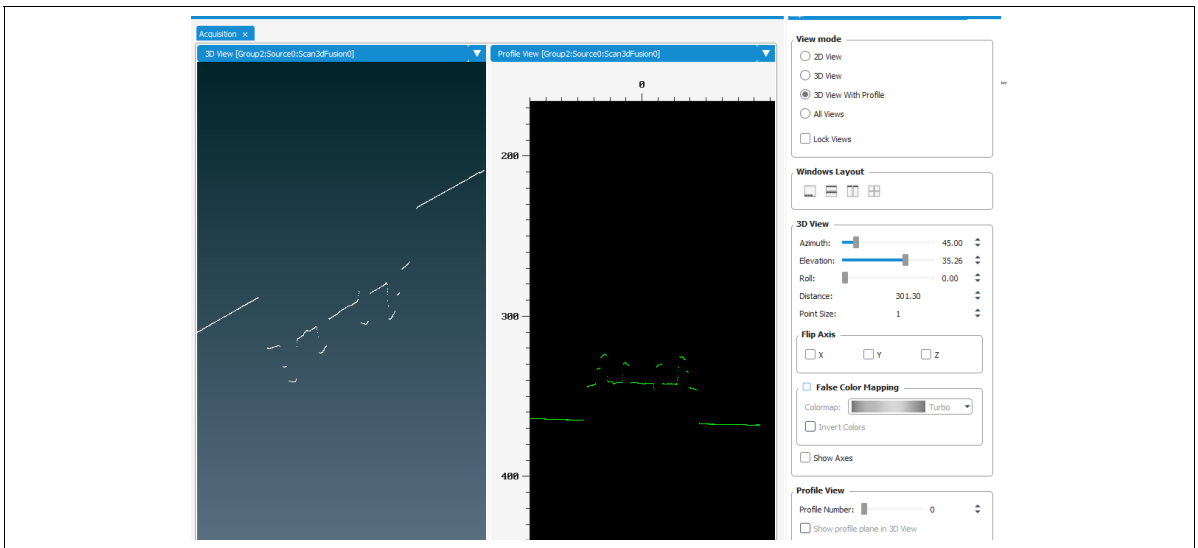 Acquisition ×
3D View [Group2:Source0:Scan3dFusion0]
Profile View [Group2:Source0:Scan3dFusion0]
0
200
300
400
View mode
2D View
3D View
3D View With Profile
All Views
Lock Views
Windows Layout
3D View
Azimuth: 45.00
Elevation: 35.26
Roll: 0.00
Distance: 301.30
Point Size: 1
Flip Axis
X Y Z
False Color Mapping
Colormap: Turbo
Invert Colors
Show Axes
Profile View
Profile Number: 0
Show profile plane in 3D View